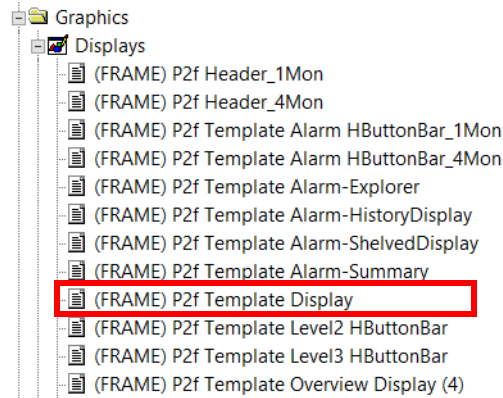 Graphics
Displays
(FRAME) P2f Header_1Mon
(FRAME) P2f Header_4Mon
(FRAME) P2f Template Alarm HButtonBar_1Mon
(FRAME) P2f Template Alarm HButtonBar_4Mon
(FRAME) P2f Template Alarm-Explorer
(FRAME) P2f Template Alarm-HistoryDisplay
(FRAME) P2f Template Alarm-ShelvedDisplay
(FRAME) P2f Template Alarm-Summary
(FRAME) P2f Template Display
(FRAME) P2f Template Level2 HButtonBar
(FRAME) P2f Template Level3 HButtonBar
(FRAME) P2f Template Overview Display (4)